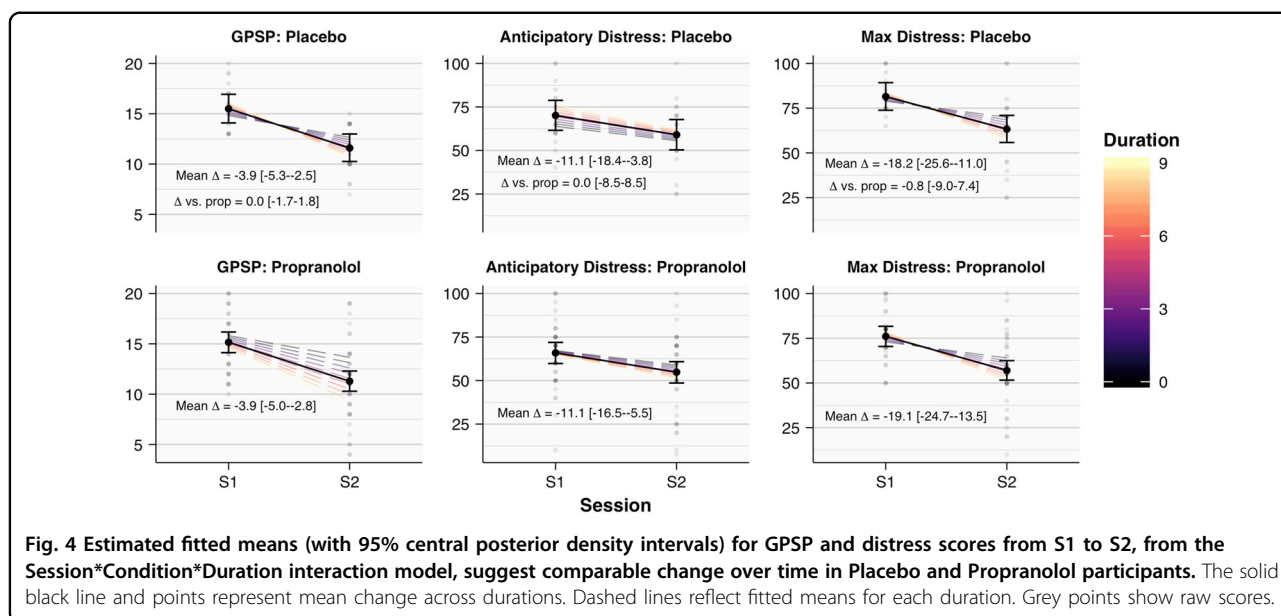 GPSP: Placebo
Anticipatory Distress: Placebo
Max Distress: Placebo
20
15
10
5
Mean Δ = -3.9 [-5.3--2.5]
Δ vs. prop = 0.0 [-1.7-1.8]
100
75
50
25
Mean Δ = -11.1 [-18.4--3.8]
Δ vs. prop = 0.0 [-8.5-8.5]
100
75
50
25
Mean Δ = -18.2 [-25.6--11.0]
Δ vs. prop = -0.8 [-9.0-7.4]
Duration
9
6
3
0
GPSP: Propranolol
Anticipatory Distress: Propranolol
Max Distress: Propranolol
20
15
10
5
Mean Δ = -3.9 [-5.0--2.8]
100
75
50
25
Mean Δ = -11.1 [-16.5--5.5]
100
75
50
25
Mean Δ = -19.1 [-24.7--13.5]
S1 S2
S1 S2
S1 S2
Session
Fig. 4 Estimated fitted means (with 95% central posterior density intervals) for GPSP and distress scores from S1 to S2, from the
Session*Condition*Duration interaction model, suggest comparable change over time in Placebo and Propranolol participants. The solid
black line and points represent mean change across durations. Dashed lines reflect fitted means for each duration. Grey points show raw scores.